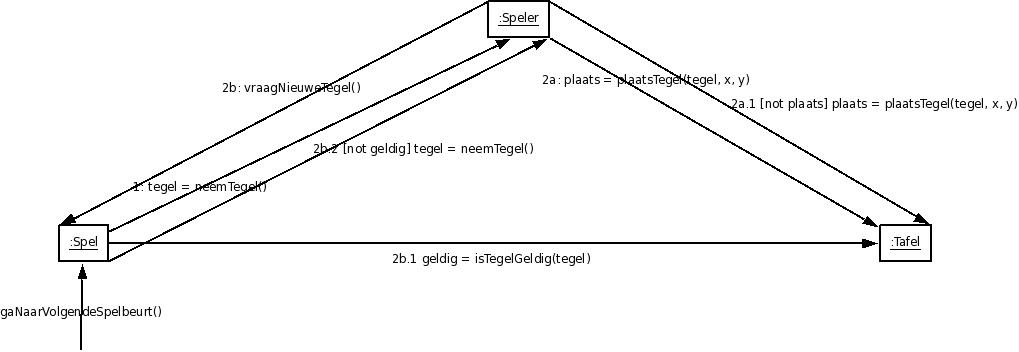 :Speler
2b: vraagNieuweTegel()
2a: plaats = plaatsTegel(tegel, x, y)
2a.1 [not plaats] plaats = plaatsTegel(tegel, x, y)
2b.2 [not geldig] tegel = neemTegel()
1: tegel = neemTegel()
:Spel
:Tafel
2b.1 geldig = isTegelGeldig(tegel)
gaNaarVolgendeSpelbeurt()